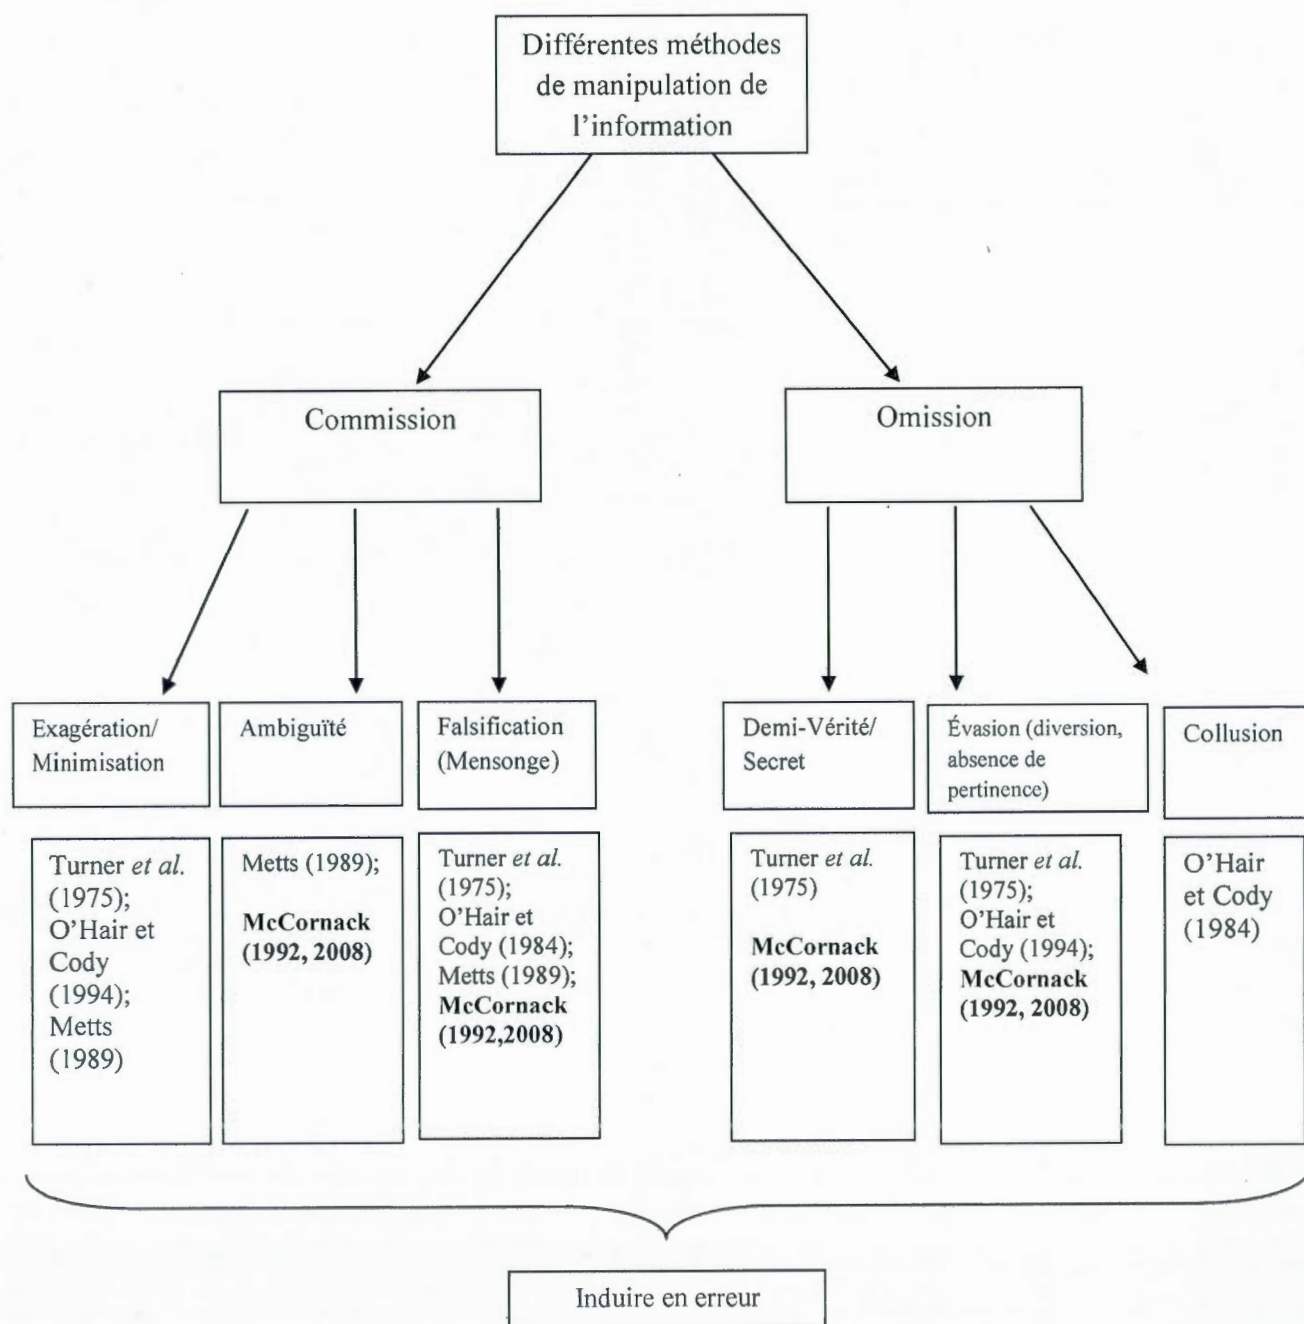 Différentes méthodes
de manipulation de
l'information
Commission
Omission
Exagération/
Minimisation
Ambiguïté
Falsification
(Mensonge)
Demi-Vérité/
Secret
Évasion (diversion,
absence de
pertinence)
Collusion
Turner et al.
(1975);
O'Hair et
Cody
(1994);
Metts
(1989)
Metts (1989);
McCornack
(1992, 2008)
Turner et al.
(1975);
O'Hair et
Cody (1984);
Metts (1989);
McCornack
(1992,2008)
Turner et al.
(1975)
McCornack
(1992, 2008)
Turner et al.
(1975);
O'Hair et
Cody (1994);
McCornack
(1992, 2008)
O'Hair
et Cody
(1984)
Induire en erreur